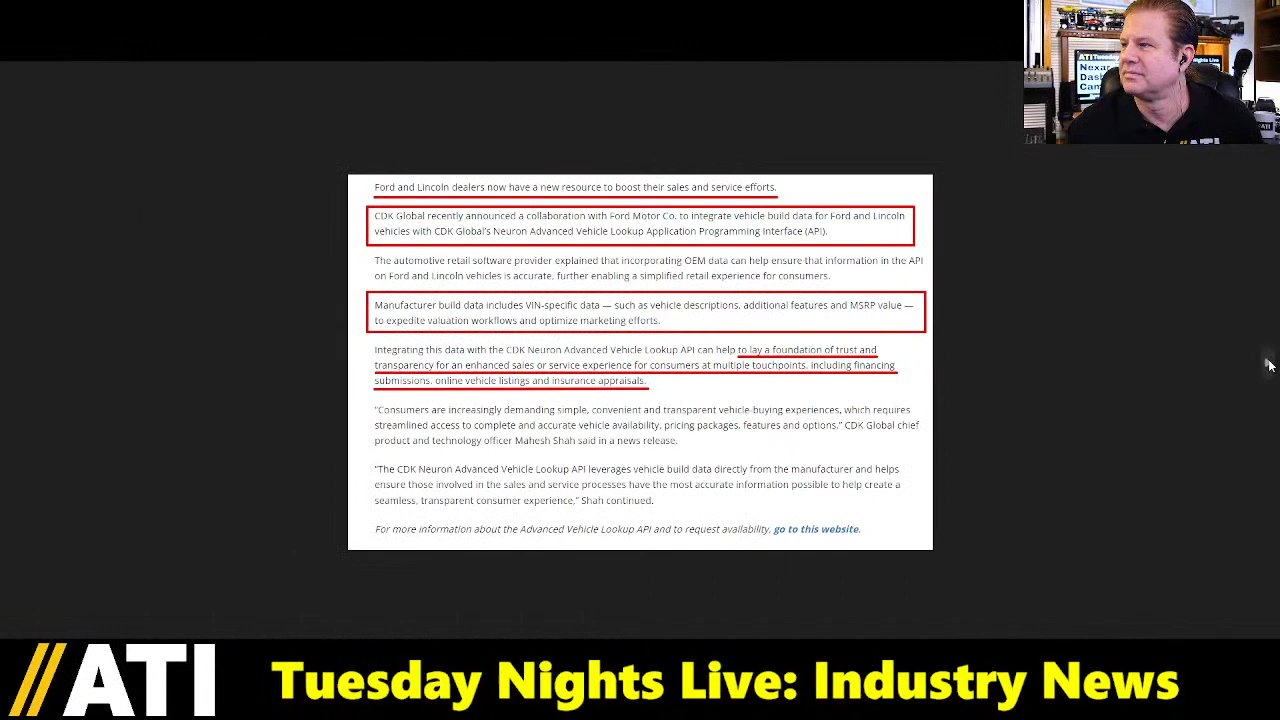 ATI
Nights Live
Nexar
Dash
Cam
ATI
//ATI
Ford and Lincoln dealers now have a new resource to boost their sales and service efforts.
CDK Global recently announced a collaboration with Ford Motor Co. to integrate vehicle build data for Ford and Lincoln
vehicles with CDK Global's Neuron Advanced Vehicle Lookup Application Programming Interface (API).
The automotive retail software provider explained that incorporating OEM data can help ensure that information in the API
on Ford and Lincoln vehicles is accurate, further enabling a simplified retail experience for consumers.
Manufacturer build data includes VIN-specific data — such as vehicle descriptions, additional features and MSRP value —
to expedite valuation workflows and optimize marketing efforts.
Integrating this data with the CDK Neuron Advanced Vehicle Lookup API can help to lay a foundation of trust and
transparency for an enhanced sales or service experience for consumers at multiple touchpoints, including financing
submissions, online vehicle listings and insurance appraisals.
“Consumers are increasingly demanding simple, convenient and transparent vehicle-buying experiences, which requires
streamlined access to complete and accurate vehicle availability, pricing packages, features and options,” CDK Global chief
product and technology officer Mahesh Shah said in a news release.
“The CDK Neuron Advanced Vehicle Lookup API leverages vehicle build data directly from the manufacturer and helps
ensure those involved in the sales and service processes have the most accurate information possible to help create a
seamless, transparent consumer experience,” Shah continued.
For more information about the Advanced Vehicle Lookup API and to request availability, go to this website.
//ATI Tuesday Nights Live: Industry News